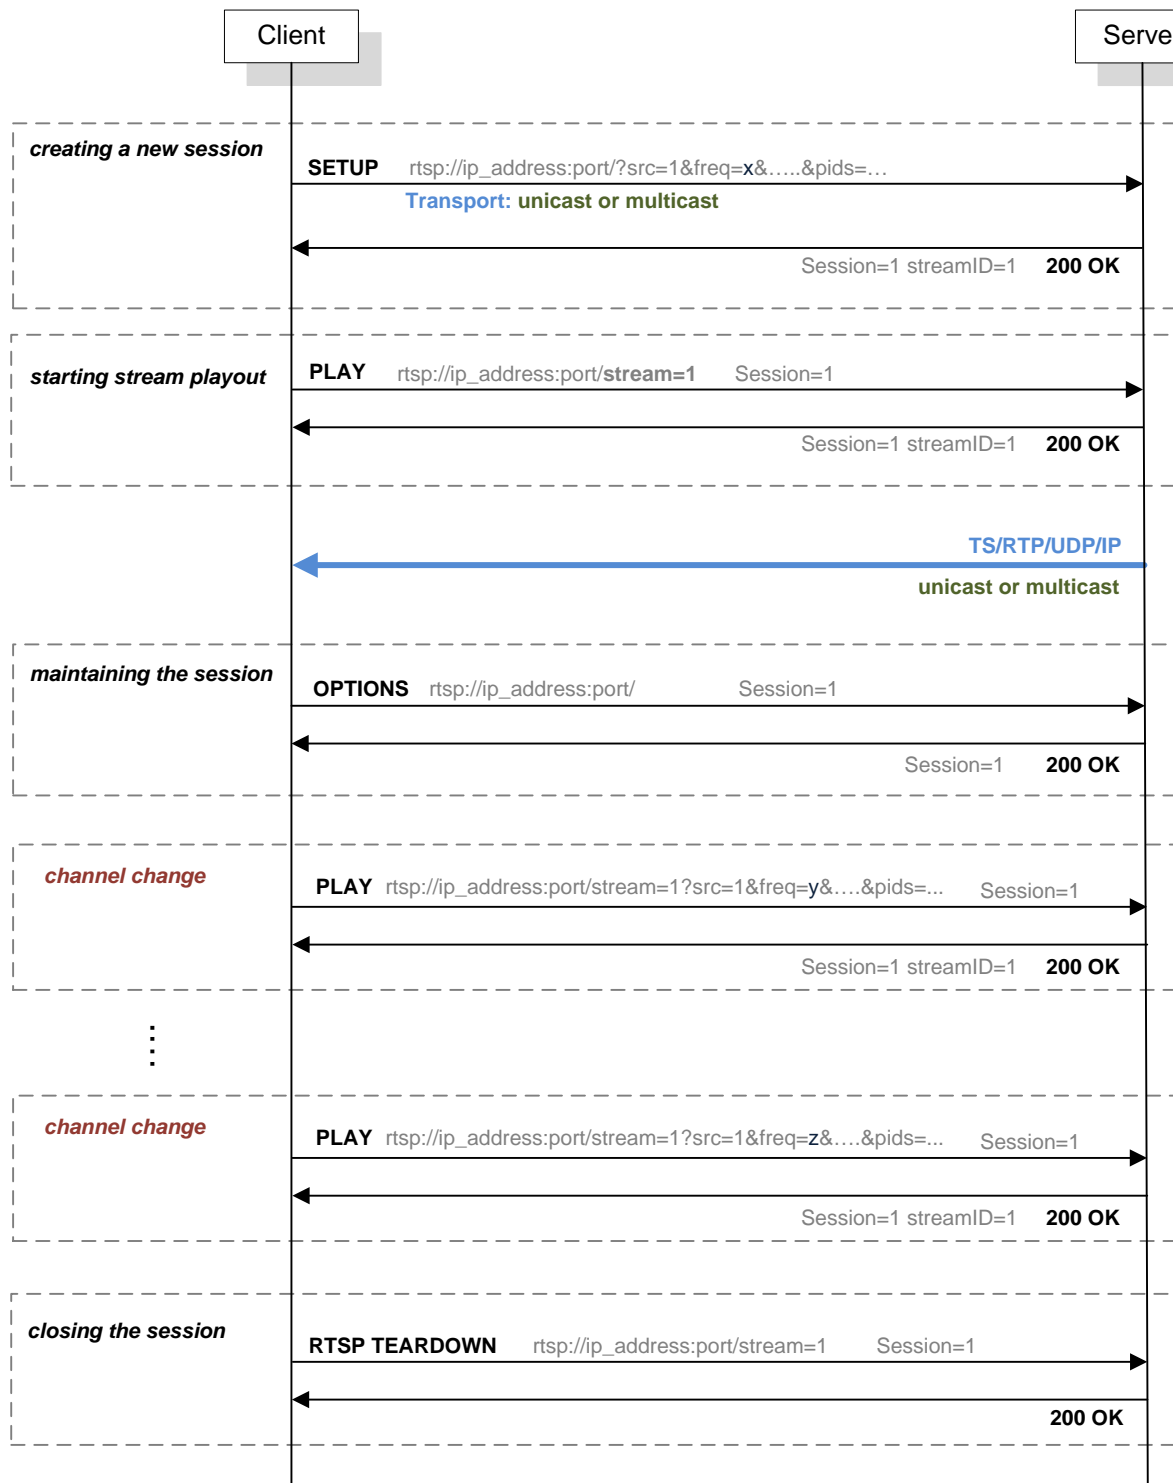 Client
Serve
creating a new session
SETUP rtsp://ip_address:port/?src=1&freq=x&.....&pids=...
Transport: unicast or multicast
Session=1 streamID=1 200 OK
starting stream playout
PLAY rtsp://ip_address:port/stream=1 Session=1
Session=1 streamID=1 200 OK
TS/RTP/UDP/IP
unicast or multicast
maintaining the session
OPTIONS rtsp://ip_address:port/ Session=1
Session=1 200 OK
channel change
PLAY rtsp://ip_address:port/stream=1?src=1&freq=y&....&pids=... Session=1
Session=1 streamID=1 200 OK
channel change
PLAY rtsp://ip_address:port/stream=1?src=1&freq=z&....&pids=... Session=1
Session=1 streamID=1 200 OK
closing the session
RTSP TEARDOWN rtsp://ip_address:port/stream=1 Session=1
200 OK